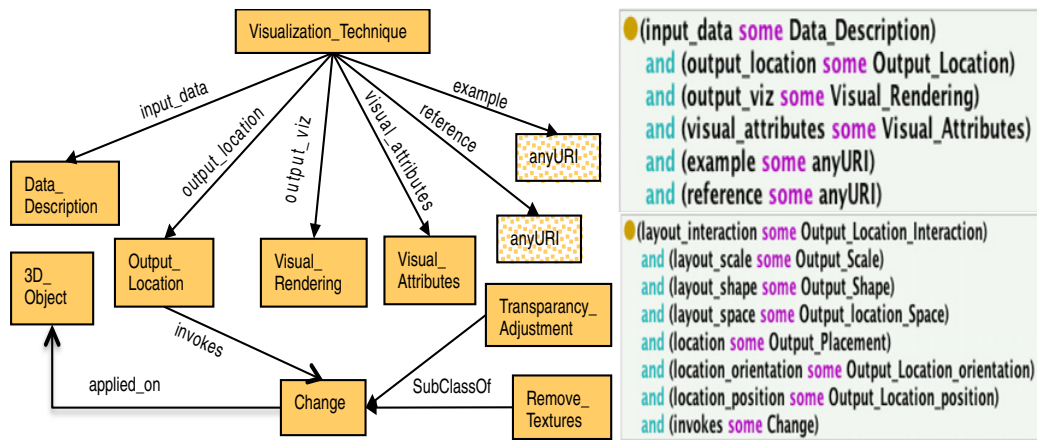 Visualization_Technique
input_data
output_location
output_viz
visual_attributes
reference
example
anyURI
anyURI
Data_
Description
Output_
Location
Visual_
Rendering
Visual_
Attributes
3D_
Object
invokes
Transparancy_
Adjustment
applied_on
Change
SubClassOf
Remove_
Textures
(input_data some Data_Description)
and (output_location some Output_Location)
and (output_viz some Visual_Rendering)
and (visual_attributes some Visual_Attributes)
and (example some anyURI)
and (reference some anyURI)
(layout_interaction some Output_Location_Interaction)
and (layout_scale some Output_Scale)
and (layout_shape some Output_Shape)
and (layout_space some Output_location_Space)
and (location some Output_Placement)
and (location_orientation some Output_Location_orientation)
and (location_position some Output_Location_position)
and (invokes some Change)